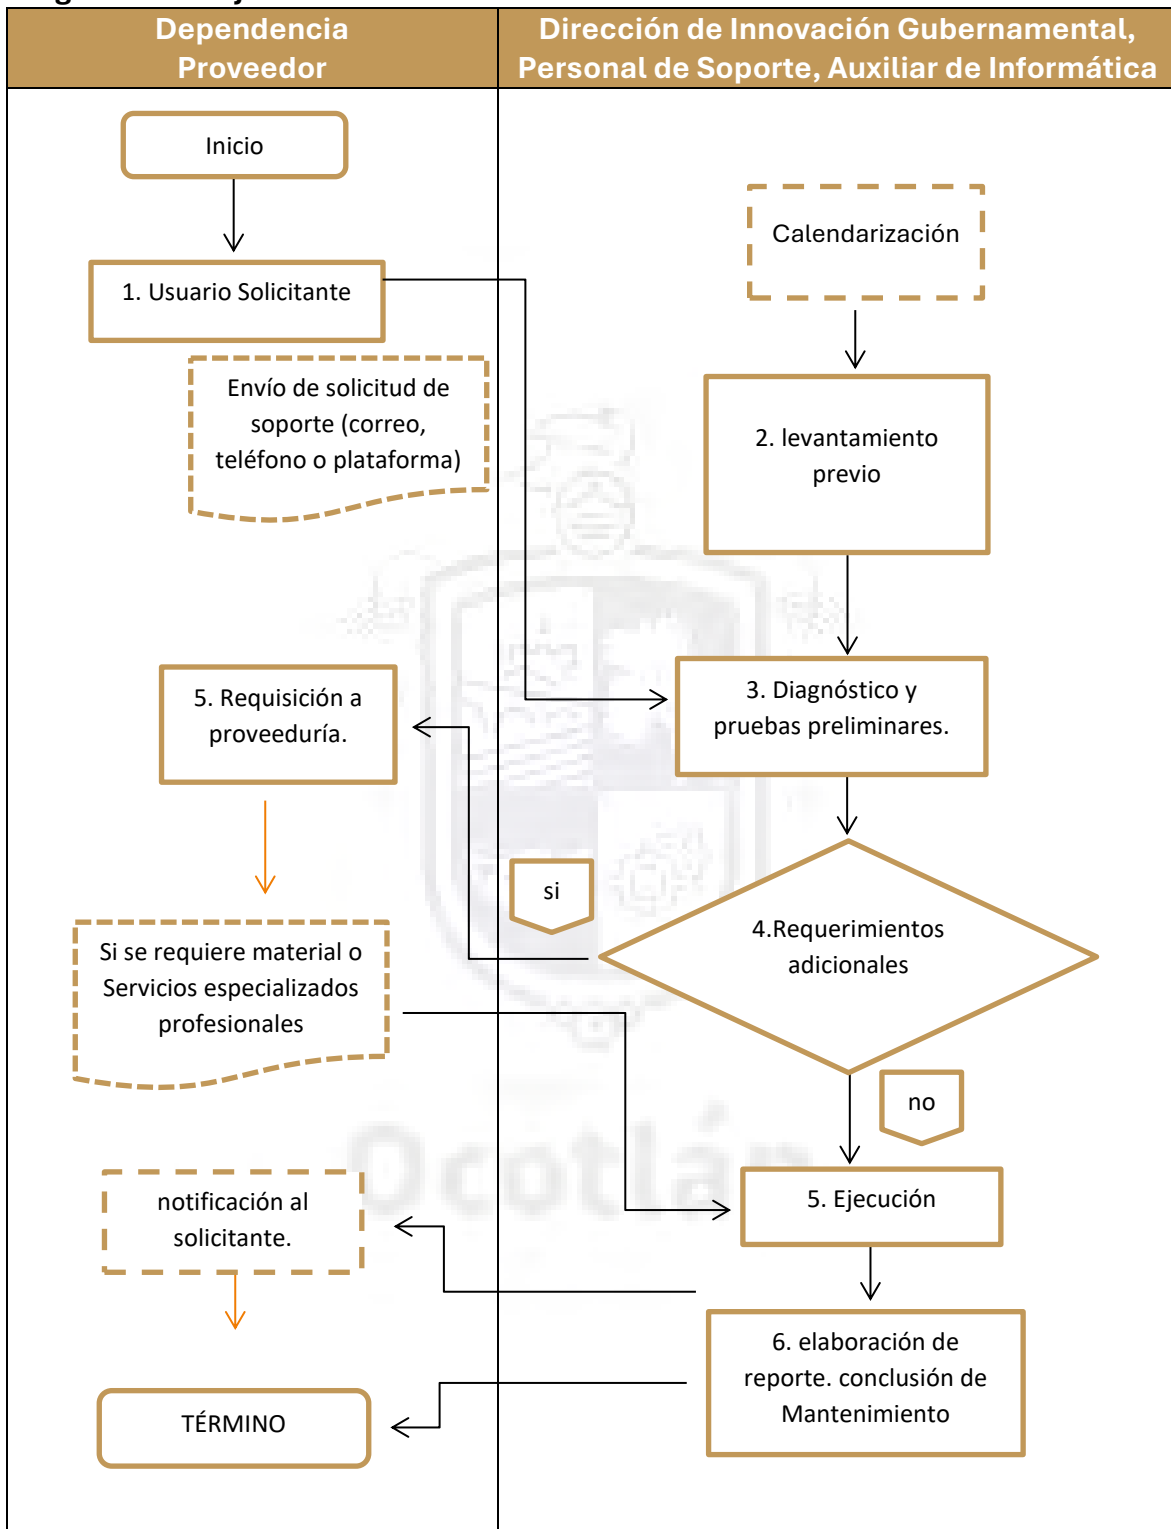 Dependencia
Proveedor
Dirección de Innovación Gubernamental,
Personal de Soporte, Auxiliar de Informática
Inicio
Calendarización
1. Usuario Solicitante
Envío de solicitud de
soporte (correo,
teléfono o plataforma)
2. levantamiento
previo
5. Requisición a
proveeduría.
3. Diagnóstico y
pruebas preliminares.
si
4.Requerimientos
adicionales
Si se requiere material o
Servicios especializados
profesionales
no
Ocotlán
notificación al
solicitante.
5. Ejecución
6. elaboración de
reporte. conclusión de
Mantenimiento
TÉRMINO